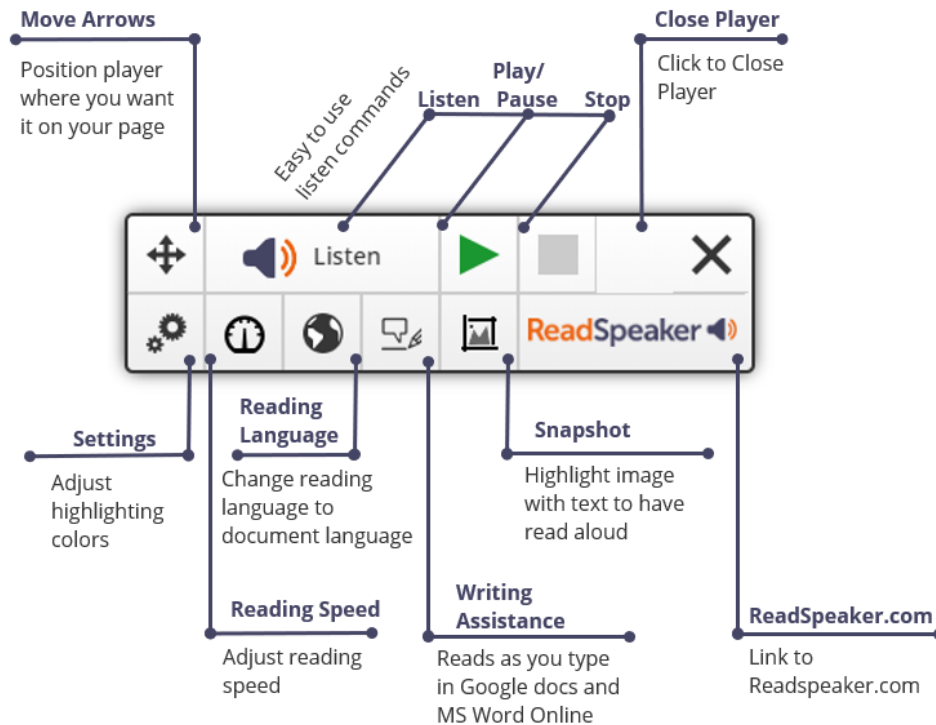 Move Arrows
Position player
where you want
it on your page
Easy to use
listen commands
Listen
Play/
Pause
Stop
Close Player
Click to Close
Player
Listen
ReadSpeaker
Settings
Adjust
highlighting
colors
Reading
Language
Change reading
language to
document language
Snapshot
Highlight image
with text to have
read aloud
Reading Speed
Adjust reading
speed
Writing
Assistance
Reads as you type
in Google docs and
MS Word Online
ReadSpeaker.com
Link to
Readspeaker.com